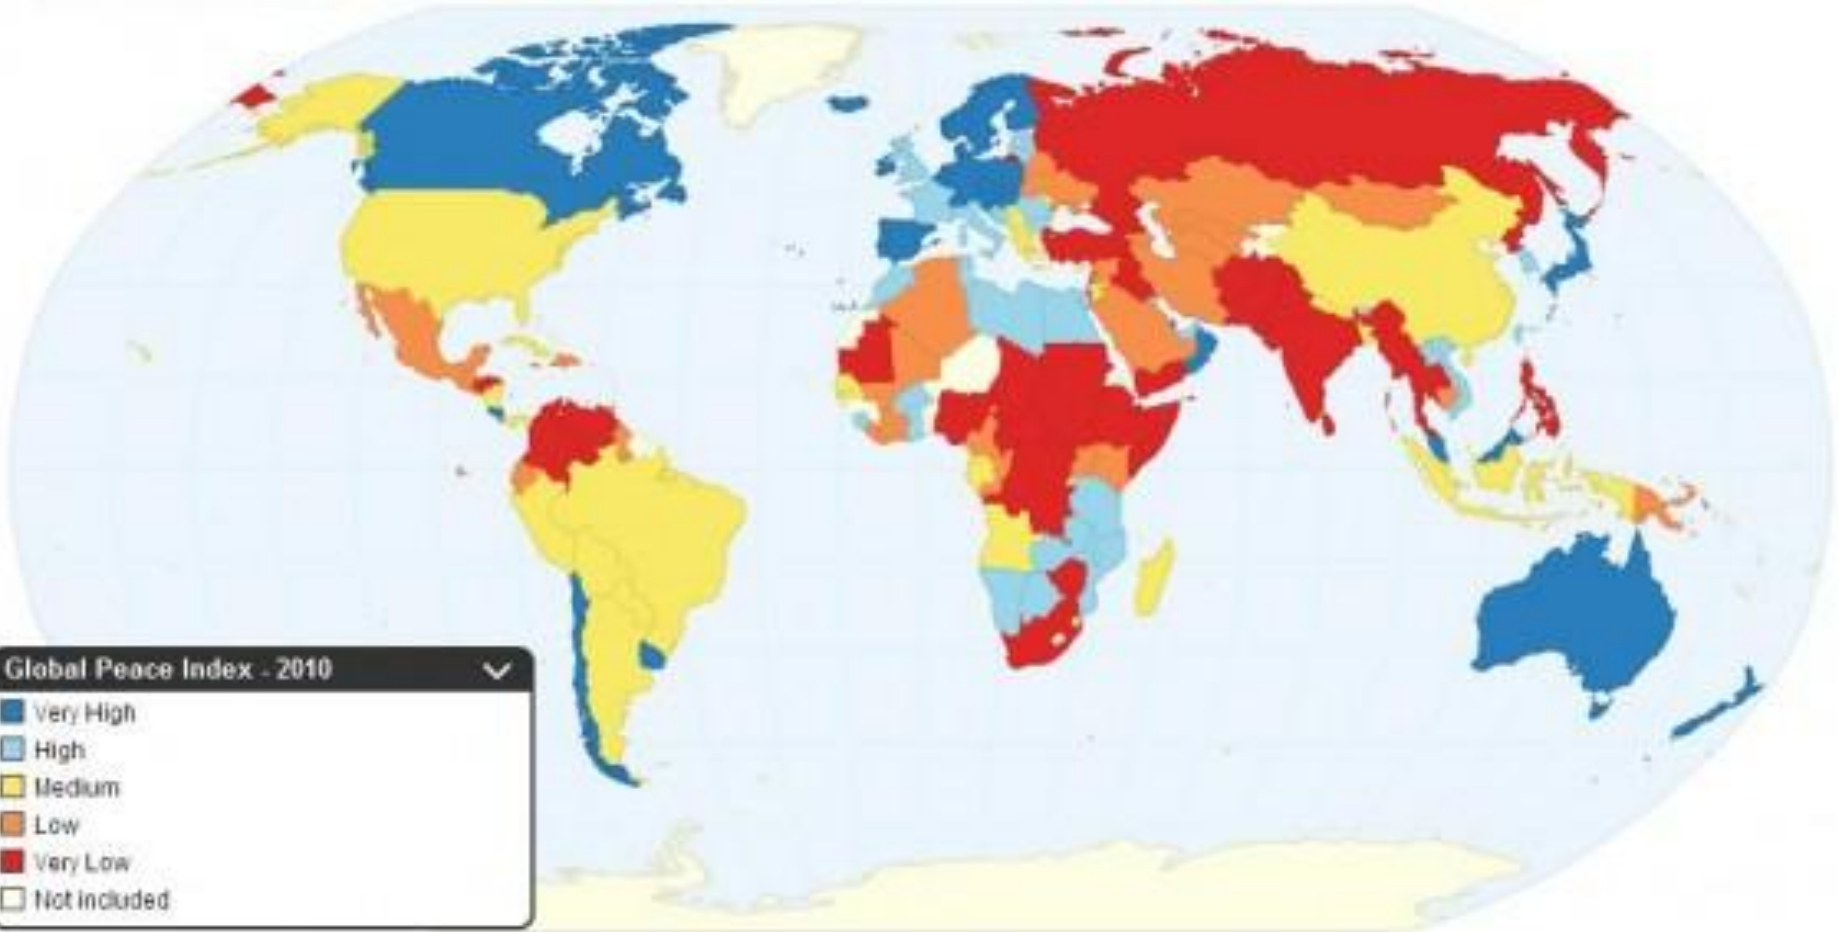 Global Peace Index - 2010
Very High
High
Medium
Low
Very Low
Not included